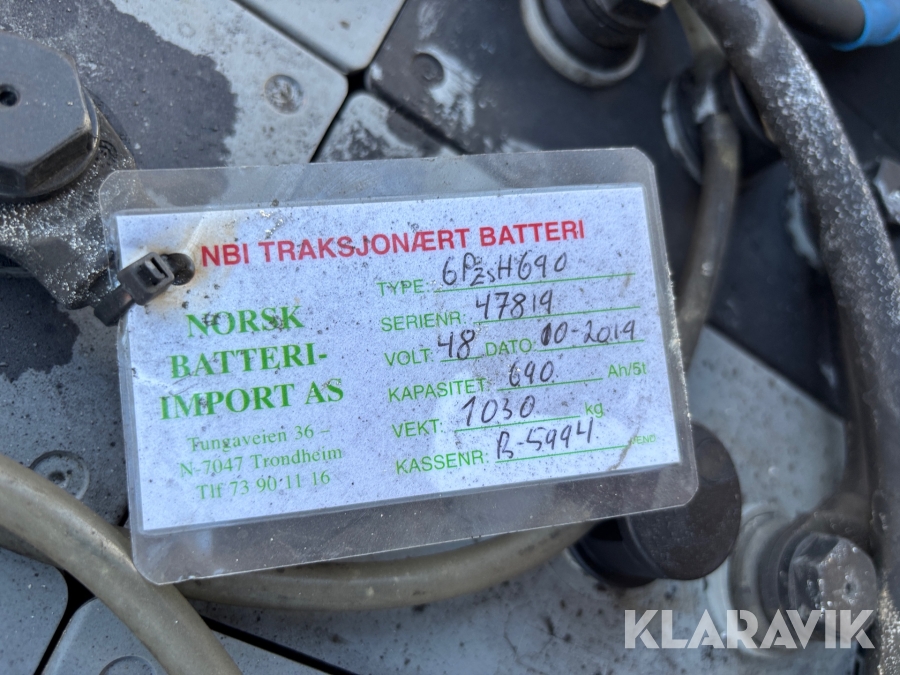 NBI TRAKSJONÆRT BATTERI
NORSK
BATTERI-
IMPORT AS
Tungaveien 36 –
N-7047 Trondheim
Tlf 73 90 11 16
TYPE: 6PzSH690
SERIENR: 47819
VOLT: 48 DATO: 10-2019
KAPASITET: 690 Ah/5t
VEKT: 1030 kg
KASSENR: B-5994
KLARAVIK